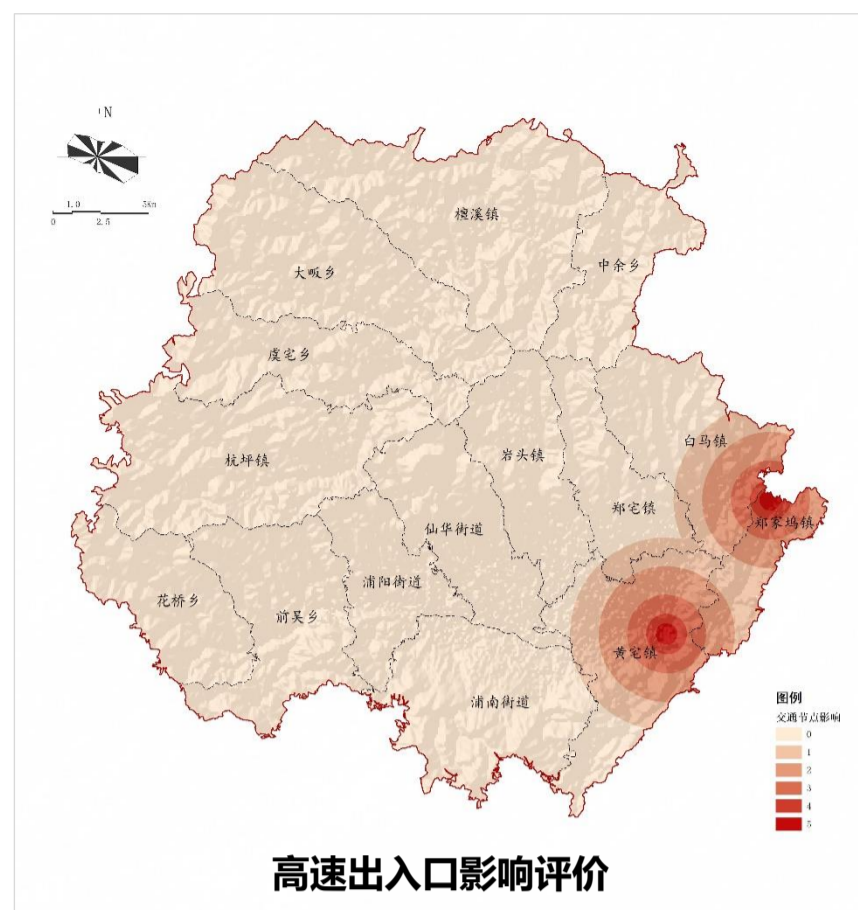 N
1.0
5Km
0
2.5
檀溪镇
中余乡
大畈乡
虞宅乡
白马镇
岩头镇
杭坪镇
郑宅镇
郑家坞镇
仙华街道
浦阳街道
花桥乡
前吴乡
黄宅镇
浦南街道
图例
交通节点影响
0
1
2
3
4
5
高速出入口影响评价